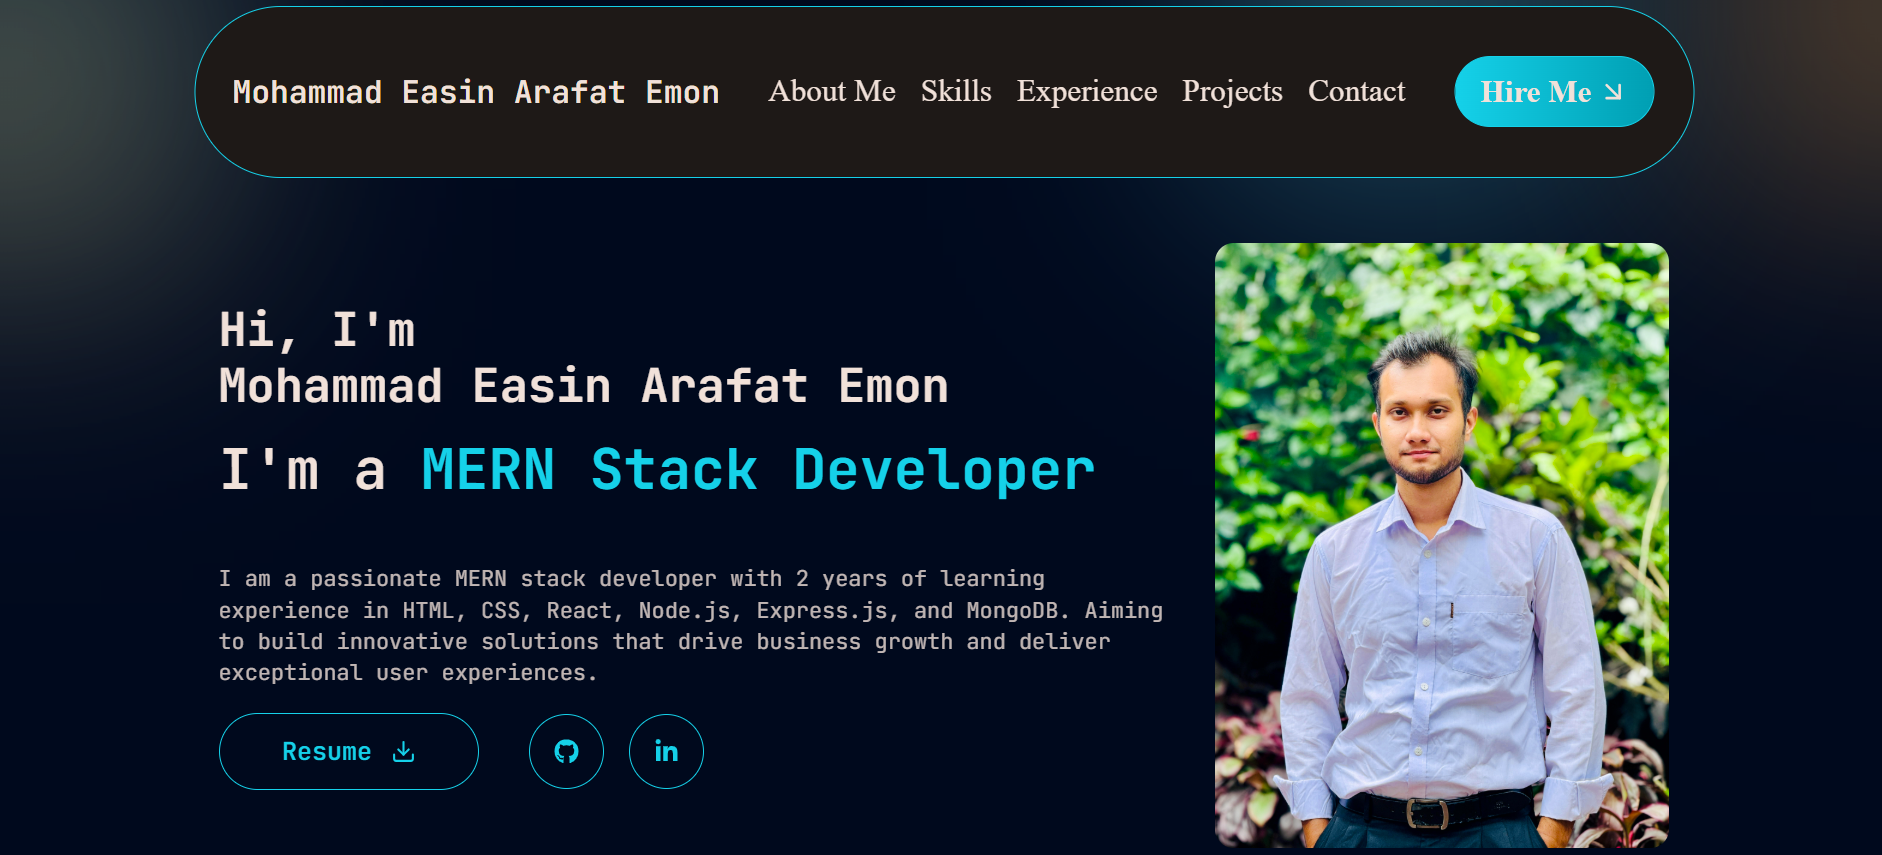 Mohammad Easin Arafat Emon
About Me
Skills
Experience
Projects
Contact
Hire Me
Hi, I'm
Mohammad Easin Arafat Emon
I'm a MERN Stack Developer
I am a passionate MERN stack developer with 2 years of learning
experience in HTML, CSS, React, Node.js, Express.js, and MongoDB. Aiming
to build innovative solutions that drive business growth and deliver
exceptional user experiences.
Resume
in